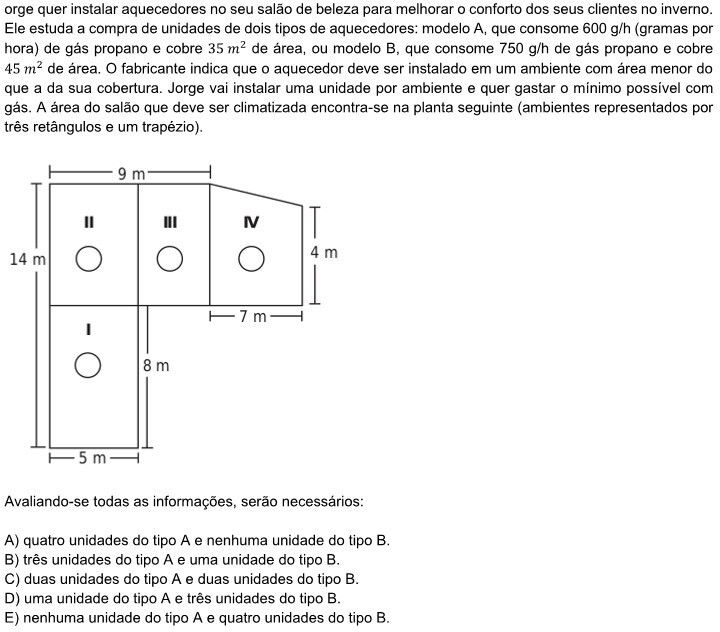 orge quer instalar aquecedores no seu salão de beleza para melhorar o conforto dos seus clientes no inverno.
Ele estuda a compra de unidades de dois tipos de aquecedores: modelo A, que consome 600 g/h (gramas por
hora) de gás propano e cobre 35 m² de área, ou modelo B, que consome 750 g/h de gás propano e cobre
45 m² de área. O fabricante indica que o aquecedor deve ser instalado em um ambiente com área menor do
que a da sua cobertura. Jorge vai instalar uma unidade por ambiente e quer gastar o mínimo possível com
gás. A área do salão que deve ser climatizada encontra-se na planta seguinte (ambientes representados por
três retângulos e um trapézio).
9 m
II III IV
14 m
4 m
7 m
I
8 m
5 m
Avaliando-se todas as informações, serão necessários:
A) quatro unidades do tipo A e nenhuma unidade do tipo B.
B) três unidades do tipo A e uma unidade do tipo B.
C) duas unidades do tipo A e duas unidades do tipo B.
D) uma unidade do tipo A e três unidades do tipo B.
E) nenhuma unidade do tipo A e quatro unidades do tipo B.